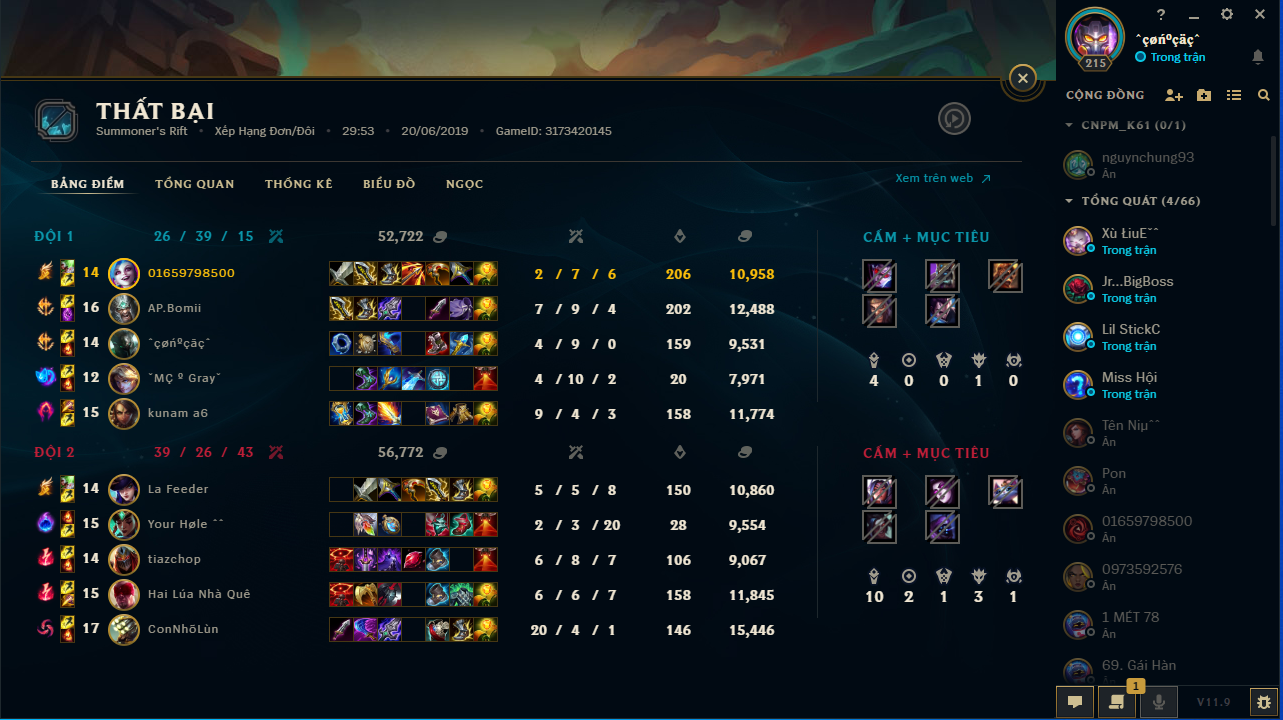 ?
215
ˆçøńºçäçˆ
Trong trận
THẤT BẠI
Summoner's Rift • Xếp Hạng Đơn/Đôi • 29:53 • 20/06/2019 • GameID: 3173420145
BẢNG ĐIỂM TỔNG QUAN THỐNG KÊ BIỂU ĐỒ NGỌC
Xem trên web
ĐỘI 1 26 / 39 / 15 52,722
14 01659798500 2 / 7 / 6 206 10,958
16 AP.Bomii 7 / 9 / 4 202 12,488
14 ˆçøńºçäçˆ 4 / 9 / 0 159 9,531
12 ˇMÇ º Grayˇ 4 / 10 / 2 20 7,971
15 kunam a6 9 / 4 / 3 158 11,774
CẤM + MỤC TIÊU
4 0 0 1 0
ĐỘI 2 39 / 26 / 43 56,772
14 La Feeder 5 / 5 / 8 150 10,860
15 Your Høle ˆˆ 2 / 3 / 20 28 9,554
14 tiazchop 6 / 8 / 7 106 9,067
15 Hai Lúa Nhà Quê 6 / 6 / 7 158 11,845
17 ConNhõLùn 20 / 4 / 1 146 15,446
CẤM + MỤC TIÊU
10 2 1 3 1
CỘNG ĐỒNG
CNPM_K61 (0/1)
nguynchung93
Ẩn
TỔNG QUÁT (4/66)
Xù ŁiuEˇˆ
Trong trận
Jr...BigBoss
Trong trận
Lil StickC
Trong trận
Miss Hội
Trong trận
Tên Niµˆˆ
Ẩn
Pon
Ẩn
01659798500
Ẩn
0973592576
Ẩn
1 MÉT 78
Ẩn
69. Gái Hàn
Ẩn
1
V11.9